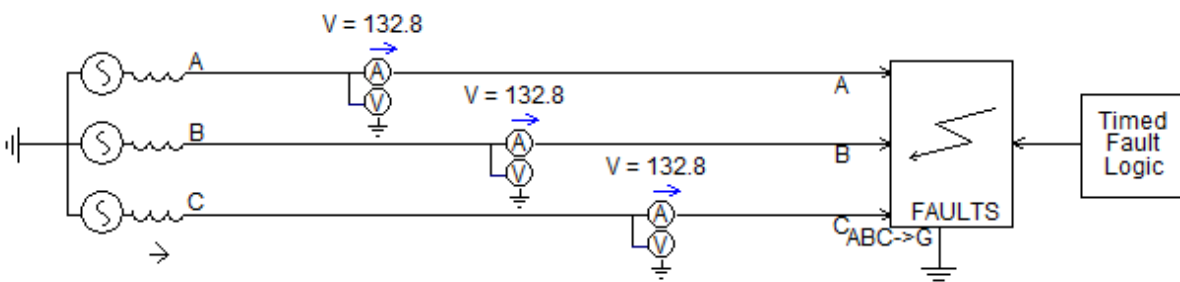 V = 132.8
A
A
V
A
V = 132.8
B
A
V
B
V = 132.8
C
A
V
C
ABC->G
FAULTS
Timed
Fault
Logic